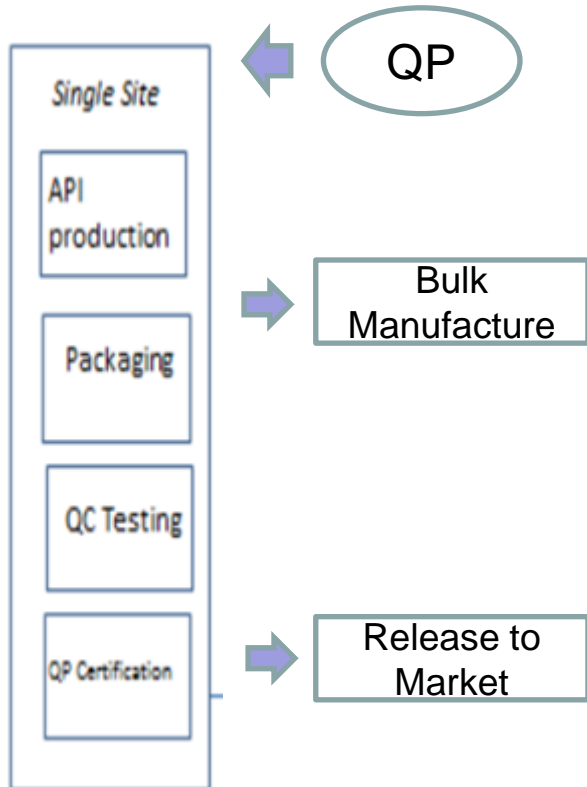 QP
Single Site
API
production
Bulk
Manufacture
Packaging
QC Testing
Release to
Market
QP Certification